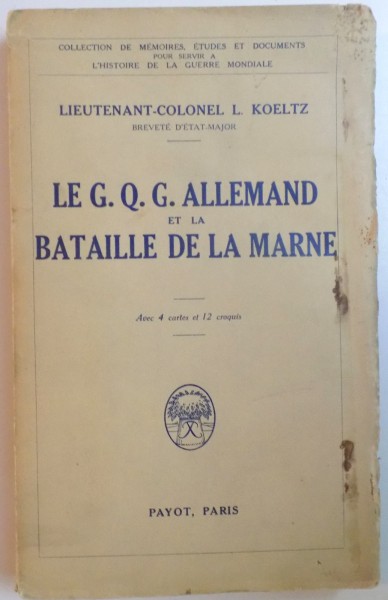 COLLECTION DE MÉMOIRES, ÉTUDES ET DOCUMENTS
POUR SERVIR A
L'HISTOIRE DE LA GUERRE MONDIALE
LIEUTENANT-COLONEL L. KOELTZ
BREVETÉ D'ÉTAT-MAJOR
LE G. Q. G. ALLEMAND
ET LA
BATAILLE DE LA MARNE
Avec 4 cartes et 12 croquis
PAYOT, PARIS